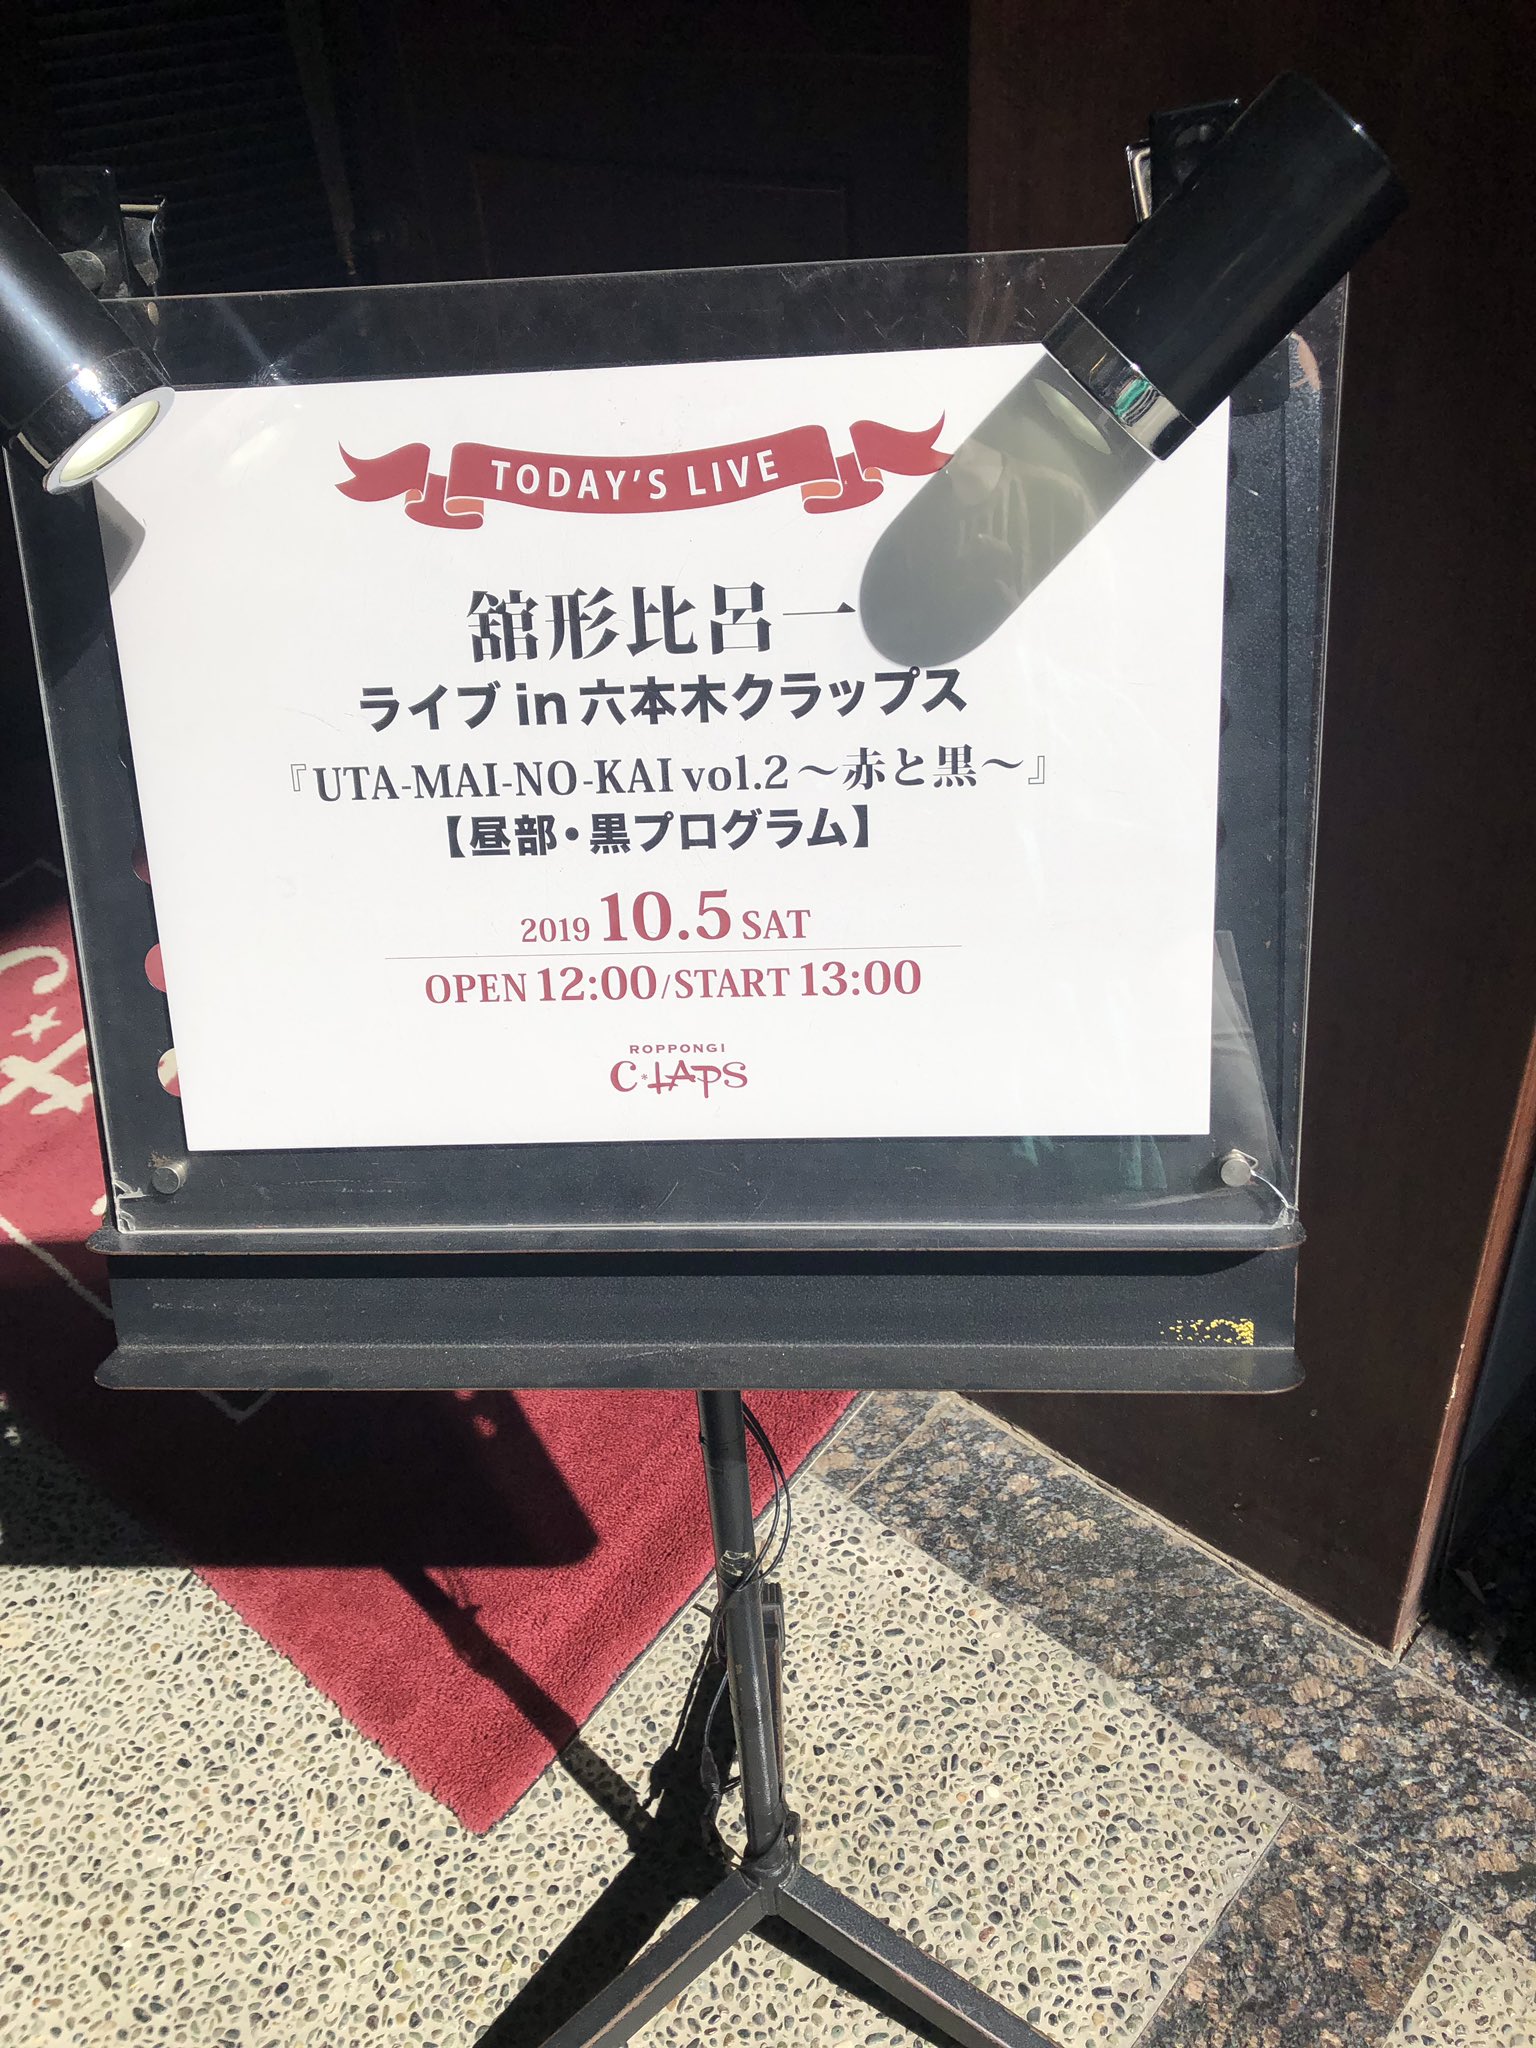 TODAY'S LIVE
舘形比呂一
ライブ in 六本木クラップス
『UTA-MAI-NO-KAI vol.2～赤と黒～』
【昼部・黒プログラム】
2019 10.5 SAT
OPEN 12:00/START 13:00
ROPPONGI
C*LAPS